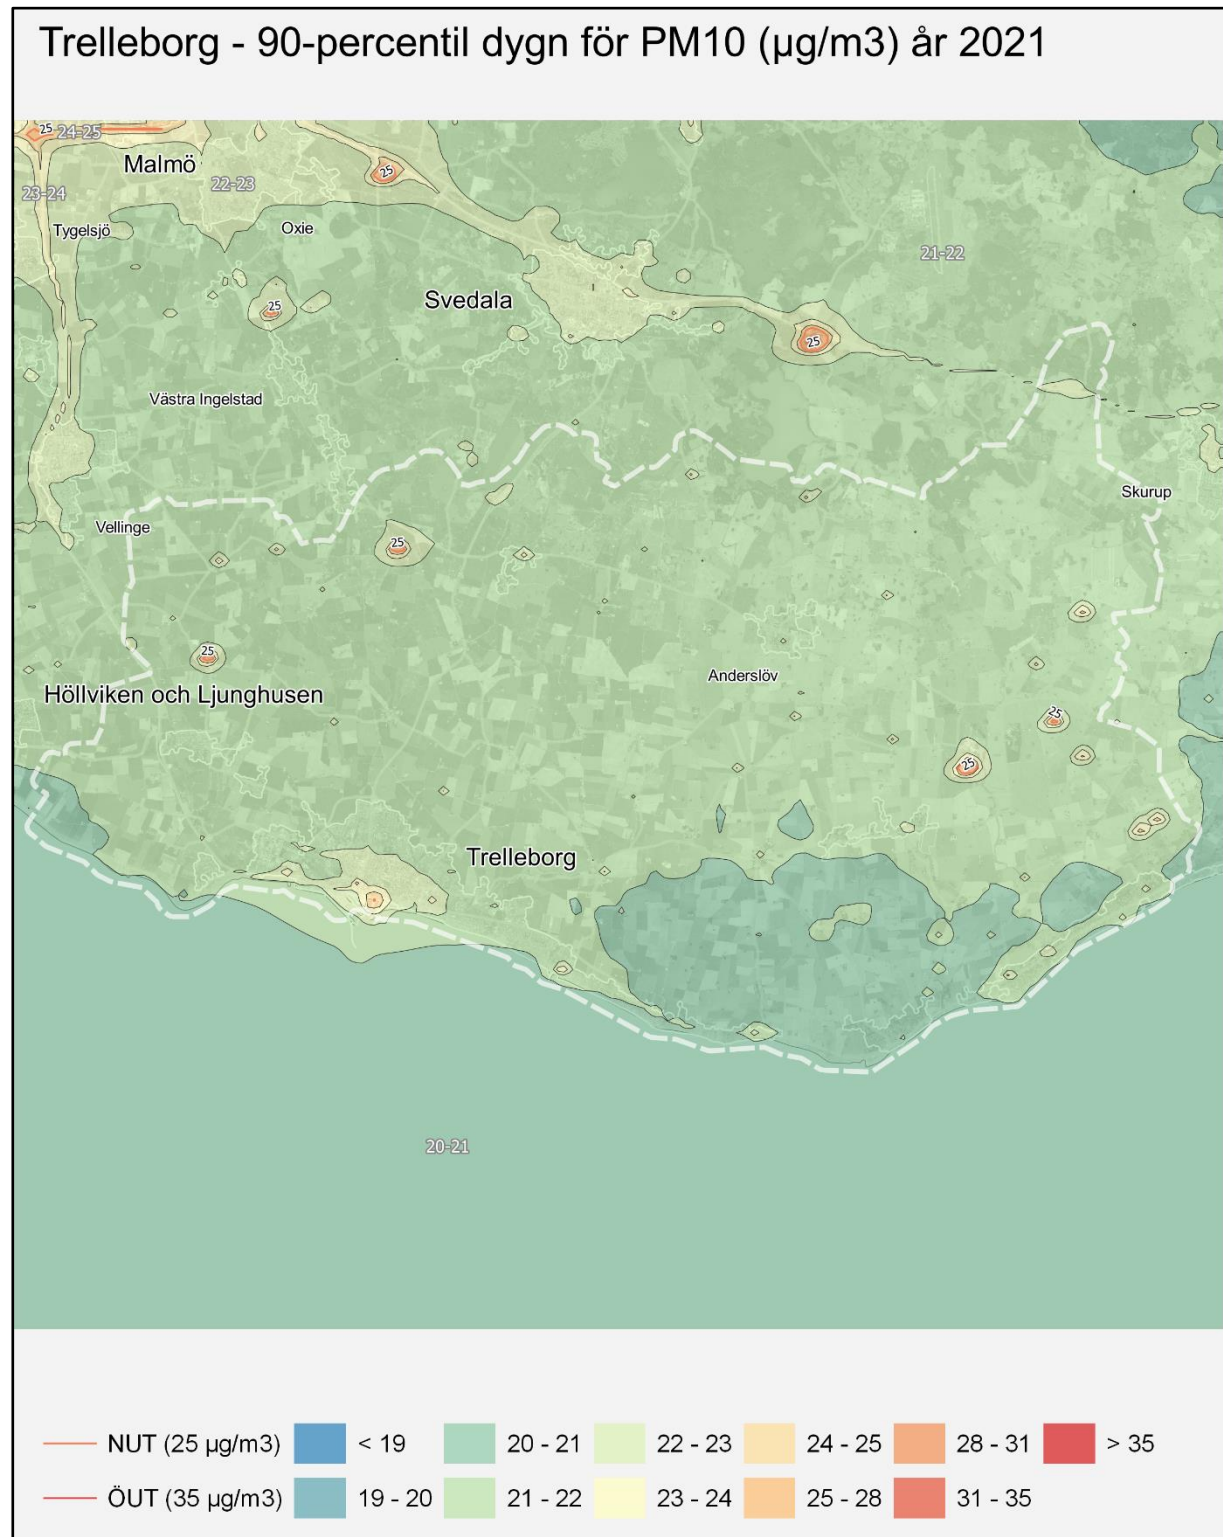 Trelleborg - 90-percentil dygn för PM10 (µg/m3) år 2021
25
24-25
Malmö
25
23-24
22-23
Tygelsjö
Oxie
21-22
Svedala
25
25
Västra Ingelstad
Skurup
Vellinge
25
25
Anderslöv
Höllviken och Ljunghusen
25
25
Trelleborg
20-21
NUT (25 µg/m3)
< 19
20 - 21
22 - 23
24 - 25
28 - 31
> 35
ÖUT (35 µg/m3)
19 - 20
21 - 22
23 - 24
25 - 28
31 - 35